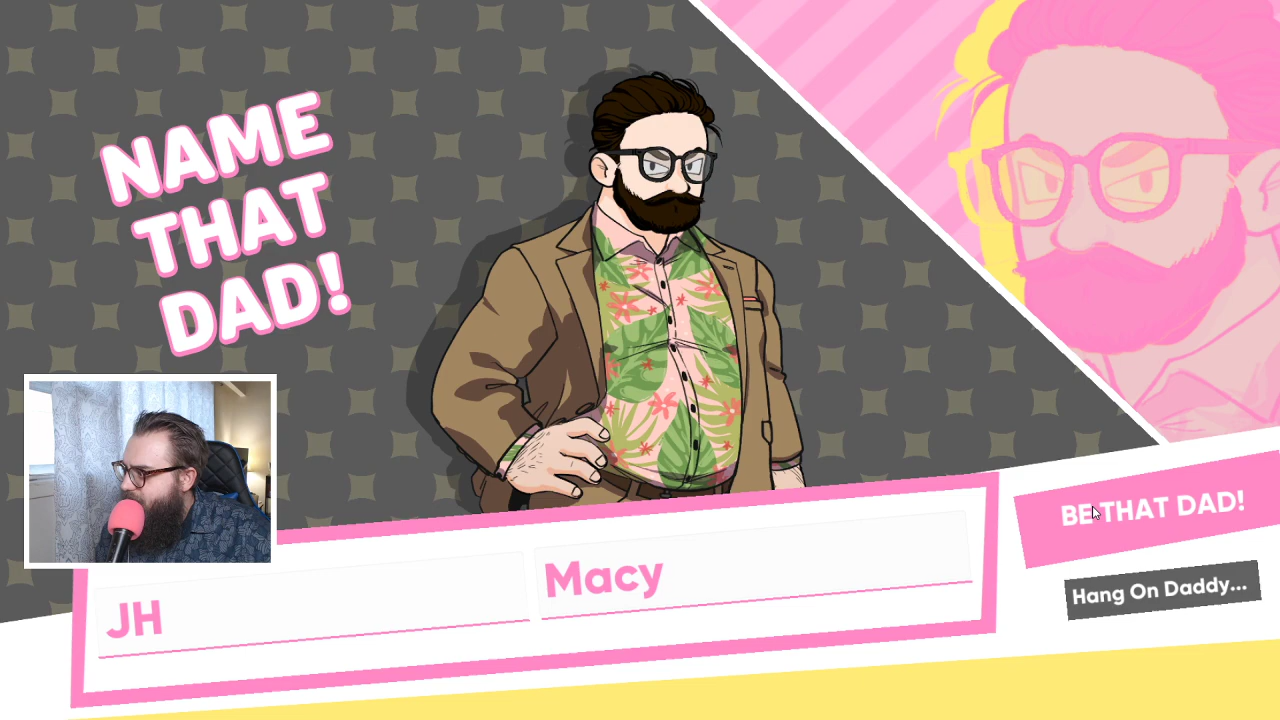 NAME
THAT
DAD!
JH
Macy
BE THAT DAD!
Hang On Daddy...